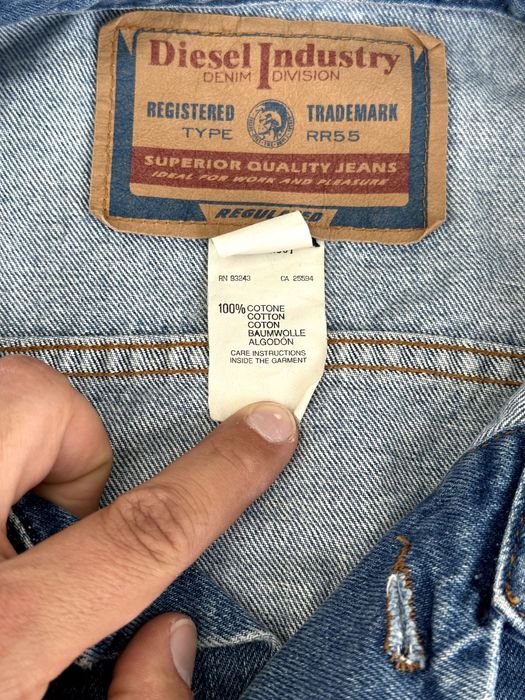 Diesel Industry
DENIM DIVISION
REGISTERED TRADEMARK
TYPE RR55
SUPERIOR QUALITY JEANS
IDEAL FOR WORK AND PLEASURE
RN 93243 CA 25594
100% COTONE
COTTON
COTON
BAUMWOLLE
ALGODÓN
CARE INSTRUCTIONS
INSIDE THE GARMENT